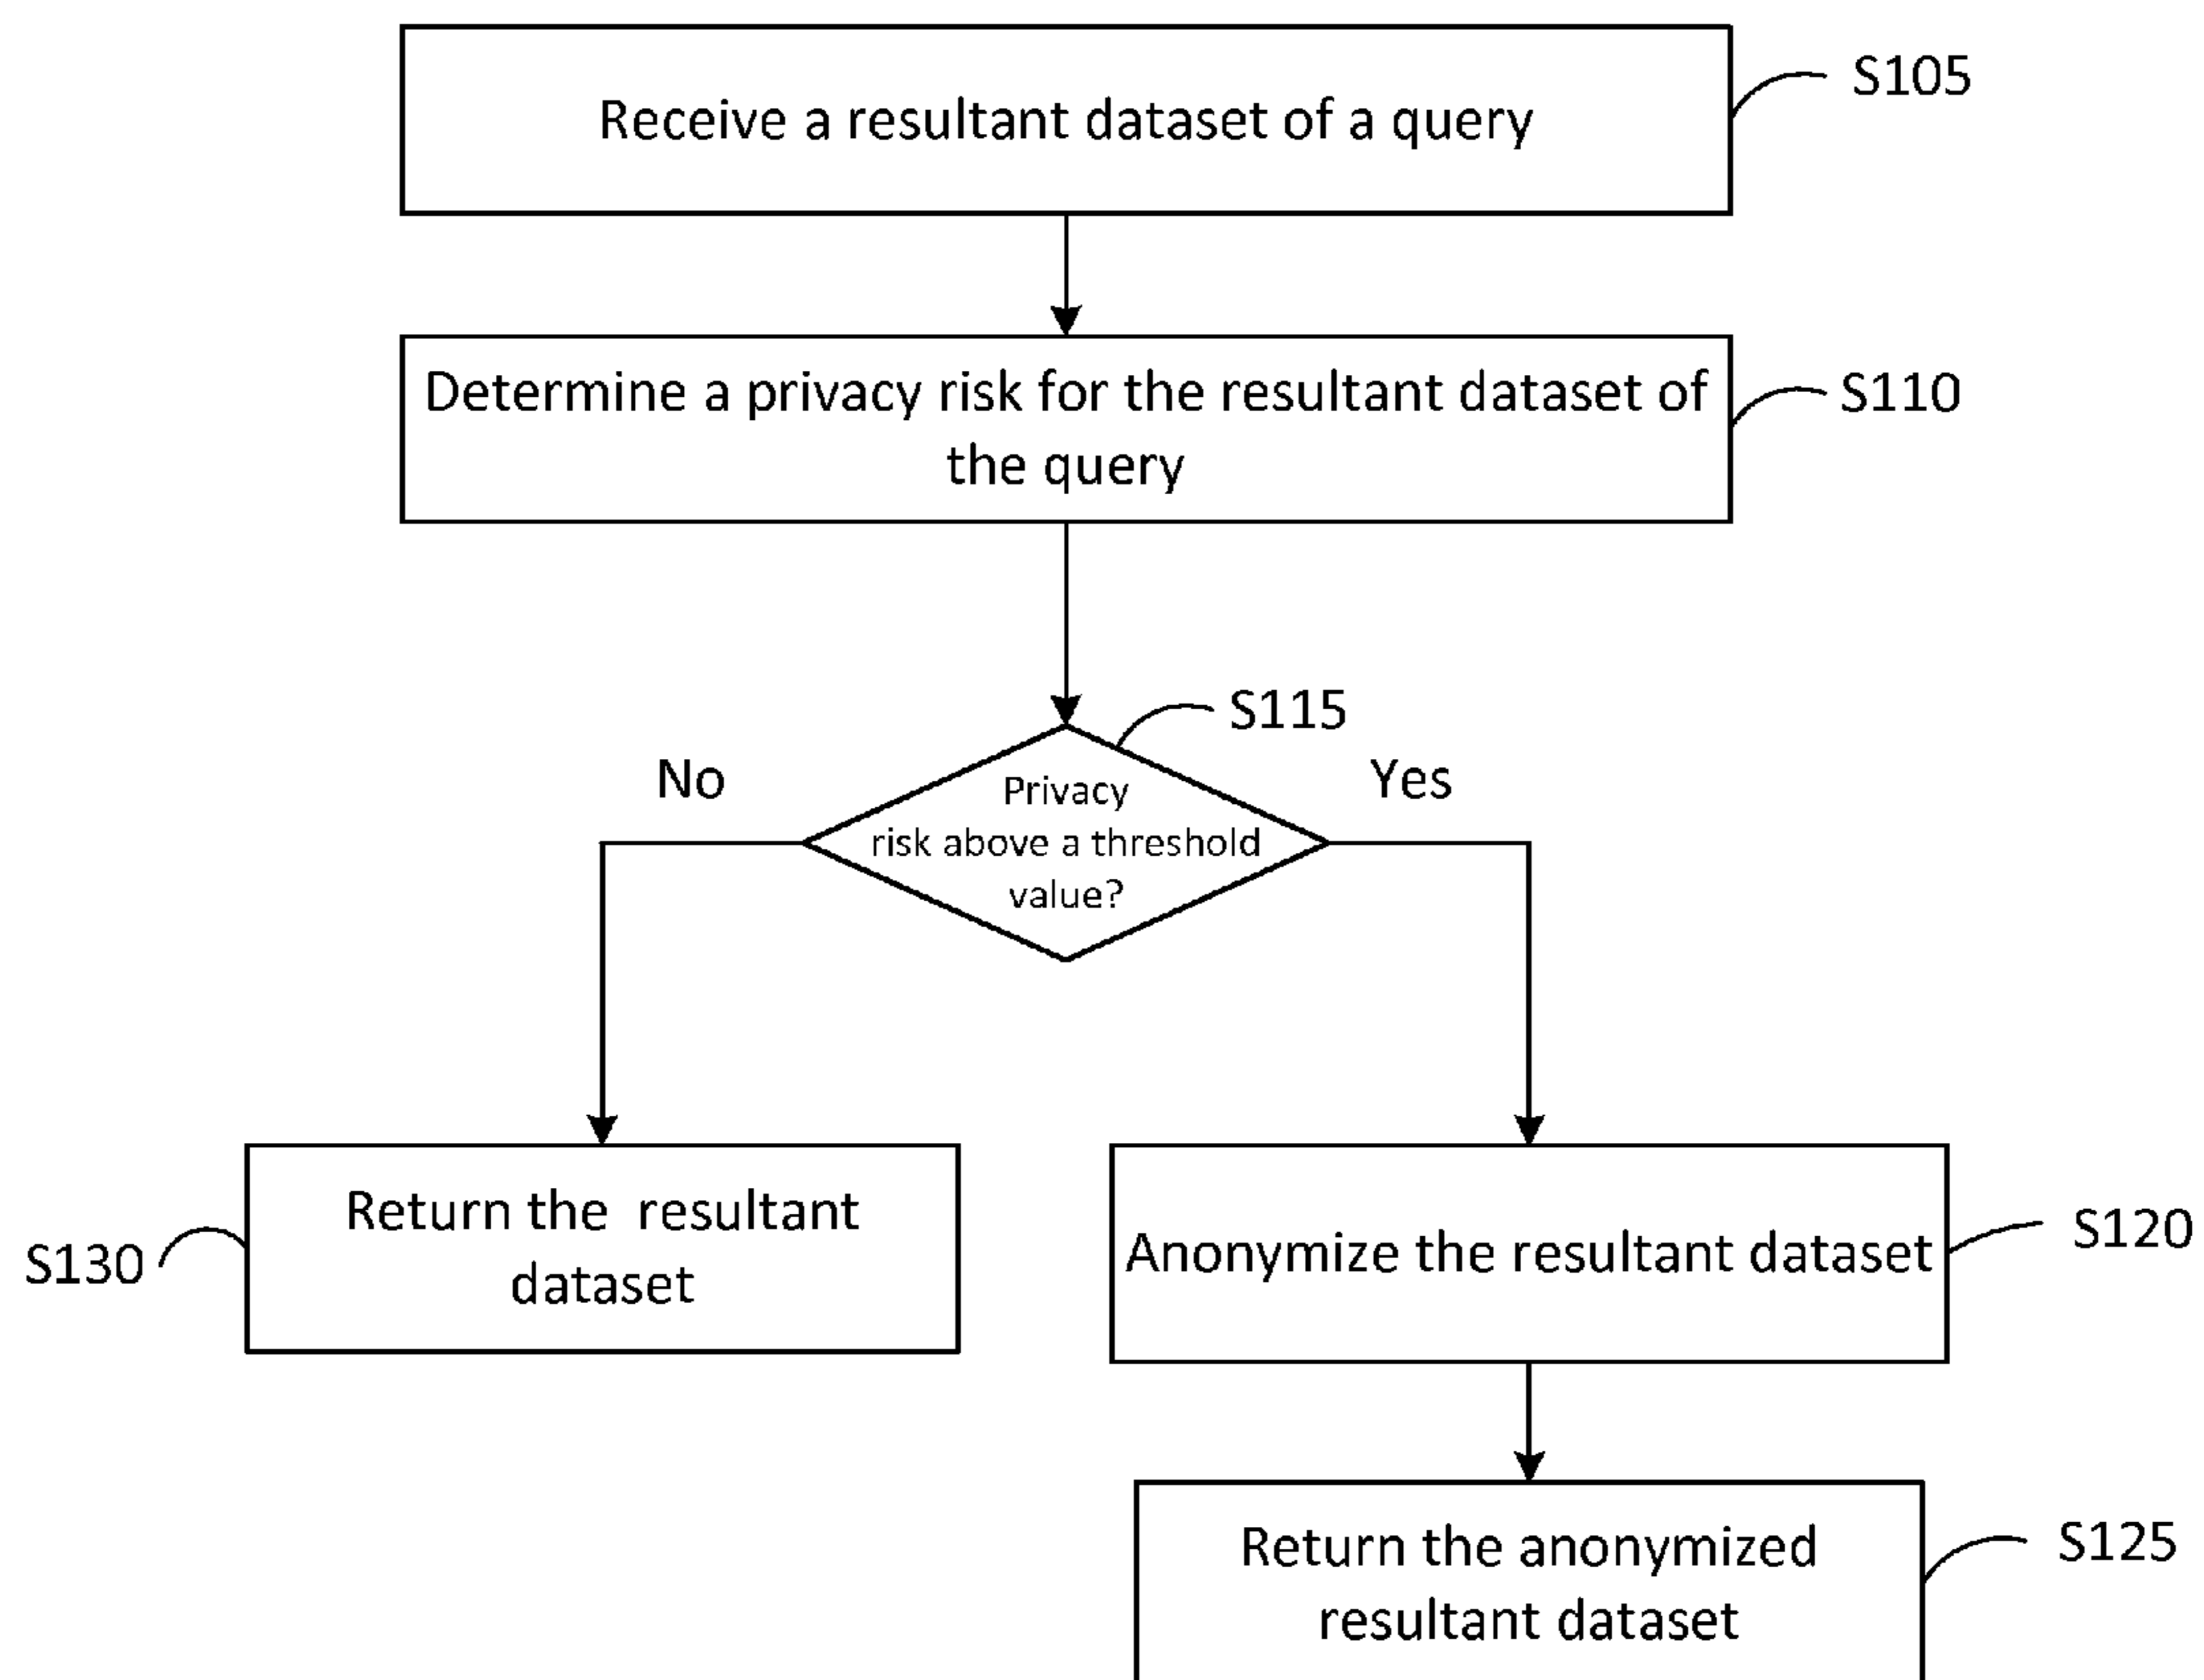 Receive a resultant dataset of a query
S105
Determine a privacy risk for the resultant dataset of
the query
S110
S115
No
Yes
Privacy
risk above a threshold
value?
Return the resultant
dataset
S130
Anonymize the resultant dataset
S120
Return the anonymized
resultant dataset
S125